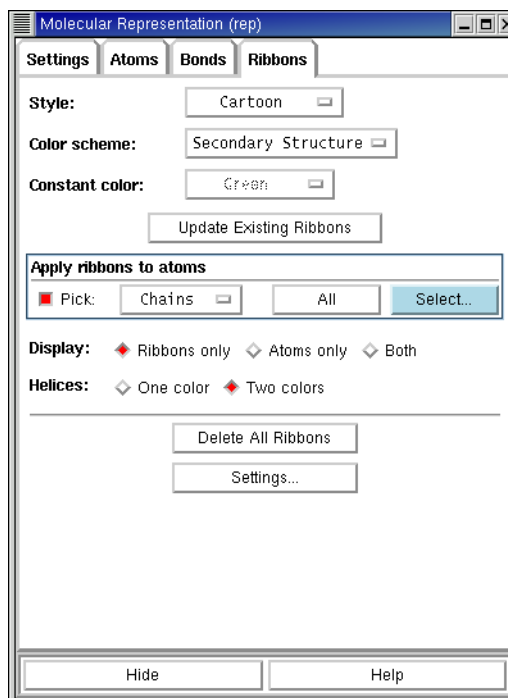 Molecular Representation (rep)
Settings Atoms Bonds Ribbons
Style: Cartoon
Color scheme: Secondary Structure
Constant color: Green
Update Existing Ribbons
Apply ribbons to atoms
Pick: Chains All Select...
Display: Ribbons only Atoms only Both
Helices: One color Two colors
Delete All Ribbons
Settings...
Hide Help